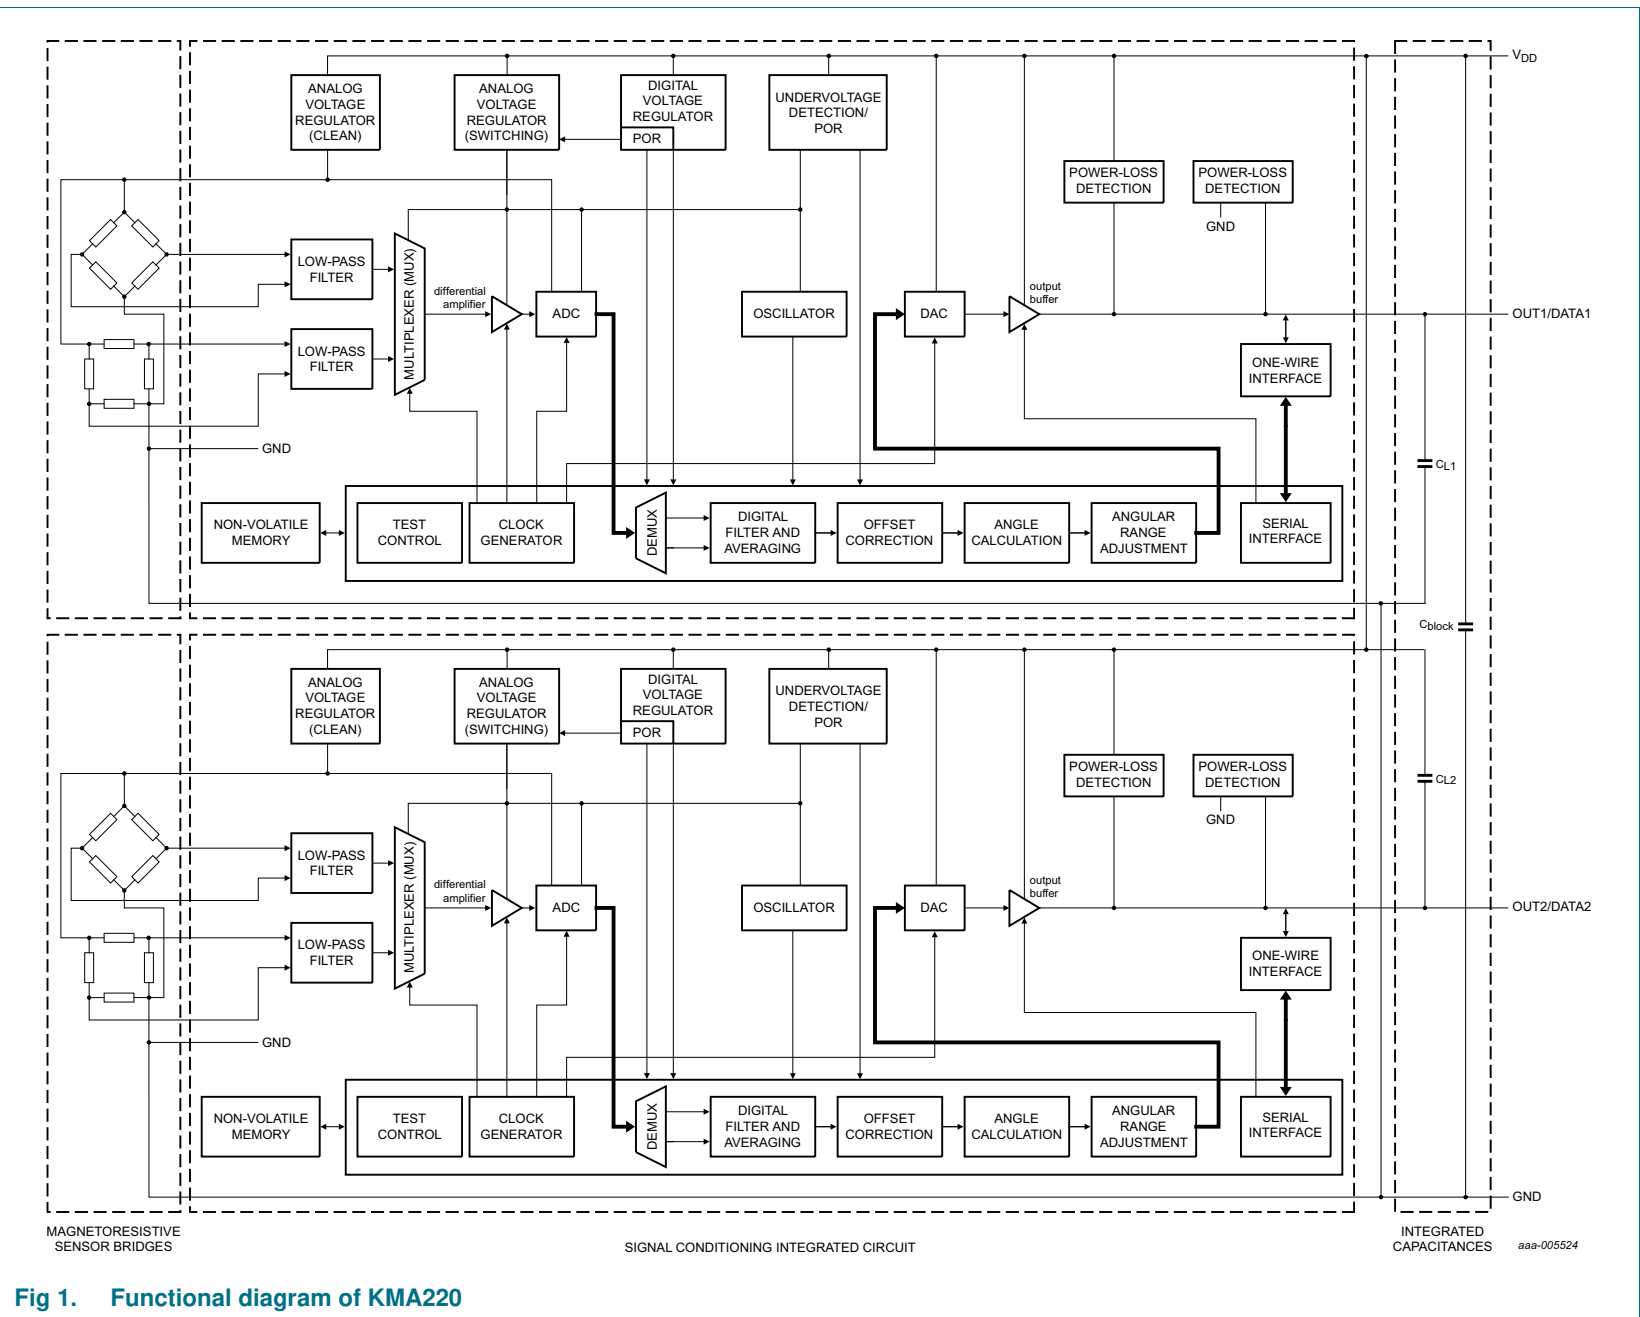 VDD
ANALOG
VOLTAGE
REGULATOR
(CLEAN)
ANALOG
VOLTAGE
REGULATOR
(SWITCHING)
DIGITAL
VOLTAGE
REGULATOR
POR
UNDERVOLTAGE
DETECTION/
POR
POWER-LOSS
DETECTION
POWER-LOSS
DETECTION
GND
LOW-PASS
FILTER
LOW-PASS
FILTER
MULTIPLEXER (MUX)
differential
amplifier
ADC
OSCILLATOR
DAC
output
buffer
OUT1/DATA1
ONE-WIRE
INTERFACE
GND
CL1
NON-VOLATILE
MEMORY
TEST
CONTROL
CLOCK
GENERATOR
DEMUX
DIGITAL
FILTER AND
AVERAGING
OFFSET
CORRECTION
ANGLE
CALCULATION
ANGULAR
RANGE
ADJUSTMENT
SERIAL
INTERFACE
Cblock
ANALOG
VOLTAGE
REGULATOR
(CLEAN)
ANALOG
VOLTAGE
REGULATOR
(SWITCHING)
DIGITAL
VOLTAGE
REGULATOR
POR
UNDERVOLTAGE
DETECTION/
POR
POWER-LOSS
DETECTION
POWER-LOSS
DETECTION
GND
CL2
LOW-PASS
FILTER
LOW-PASS
FILTER
MULTIPLEXER (MUX)
differential
amplifier
ADC
OSCILLATOR
DAC
output
buffer
OUT2/DATA2
ONE-WIRE
INTERFACE
GND
NON-VOLATILE
MEMORY
TEST
CONTROL
CLOCK
GENERATOR
DEMUX
DIGITAL
FILTER AND
AVERAGING
OFFSET
CORRECTION
ANGLE
CALCULATION
ANGULAR
RANGE
ADJUSTMENT
SERIAL
INTERFACE
GND
MAGNETORESISTIVE
SENSOR BRIDGES
SIGNAL CONDITIONING INTEGRATED CIRCUIT
INTEGRATED
CAPACITANCES
aaa-005524
Fig 1. Functional diagram of KMA220